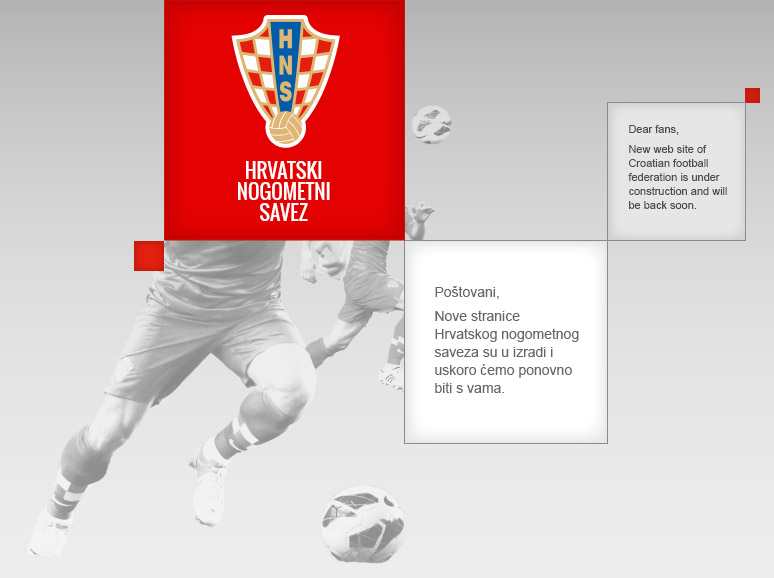 H
N
S
HRVATSKI
NOGOMETNI
SAVEZ
Dear fans,
New web site of
Croatian football
federation is under
construction and will
be back soon.
Poštovani,
Nove stranice
Hrvatskog nogometnog
saveza su u izradi i
uskoro ćemo ponovno
biti s vama.